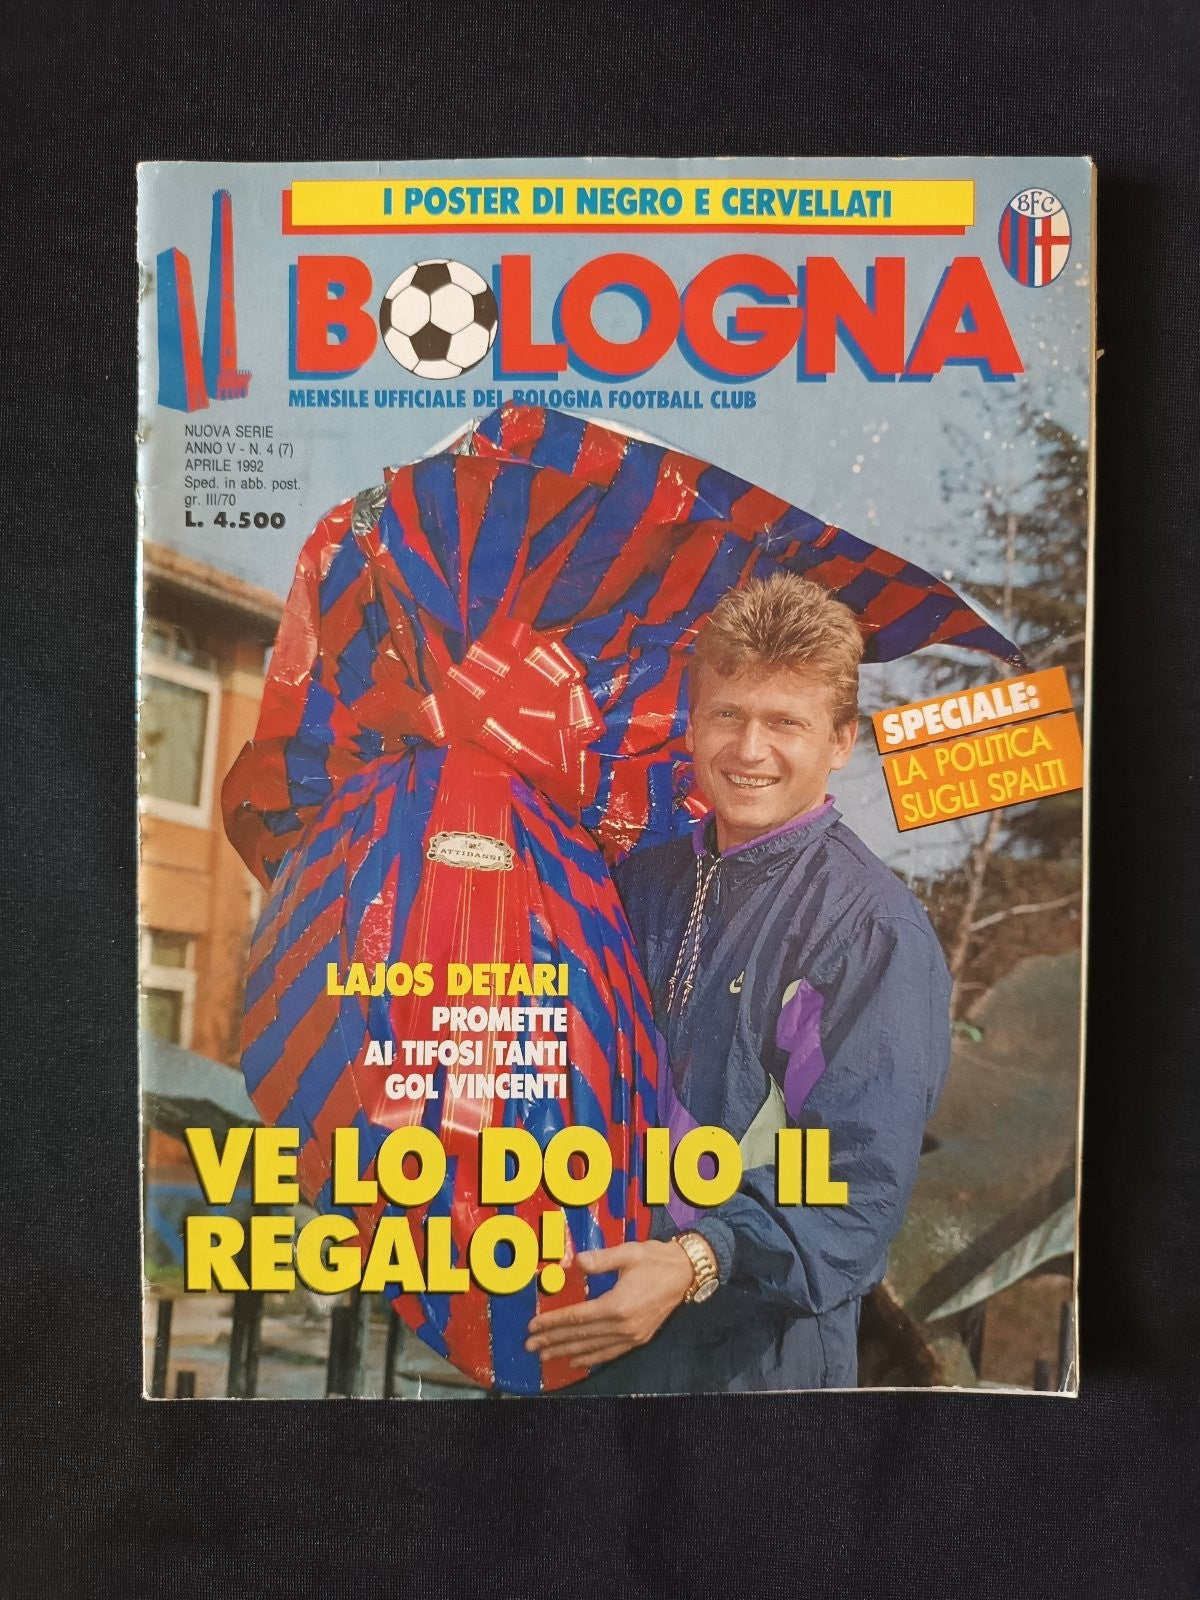 I POSTER DI NEGRO E CERVELLATI
BFC
BOLOGNA
MENSILE UFFICIALE DEL BOLOGNA FOOTBALL CLUB
NUOVA SERIE
ANNO V - N. 4 (7)
APRILE 1992
Sped. in abb. post.
gr. III/70
L. 4.500
SPECIALE:
LA POLITICA
SUGLI SPALTI
ATTIBASSI
LAJOS DETARI
PROMETTE
AI TIFOSI TANTI
GOL VINCENTI
VE LO DO IO IL
REGALO!